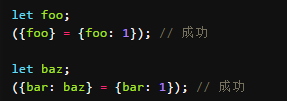 let foo;
({foo} = {foo: 1}); // 成功
let baz;
({bar: baz} = {bar: 1}); // 成功